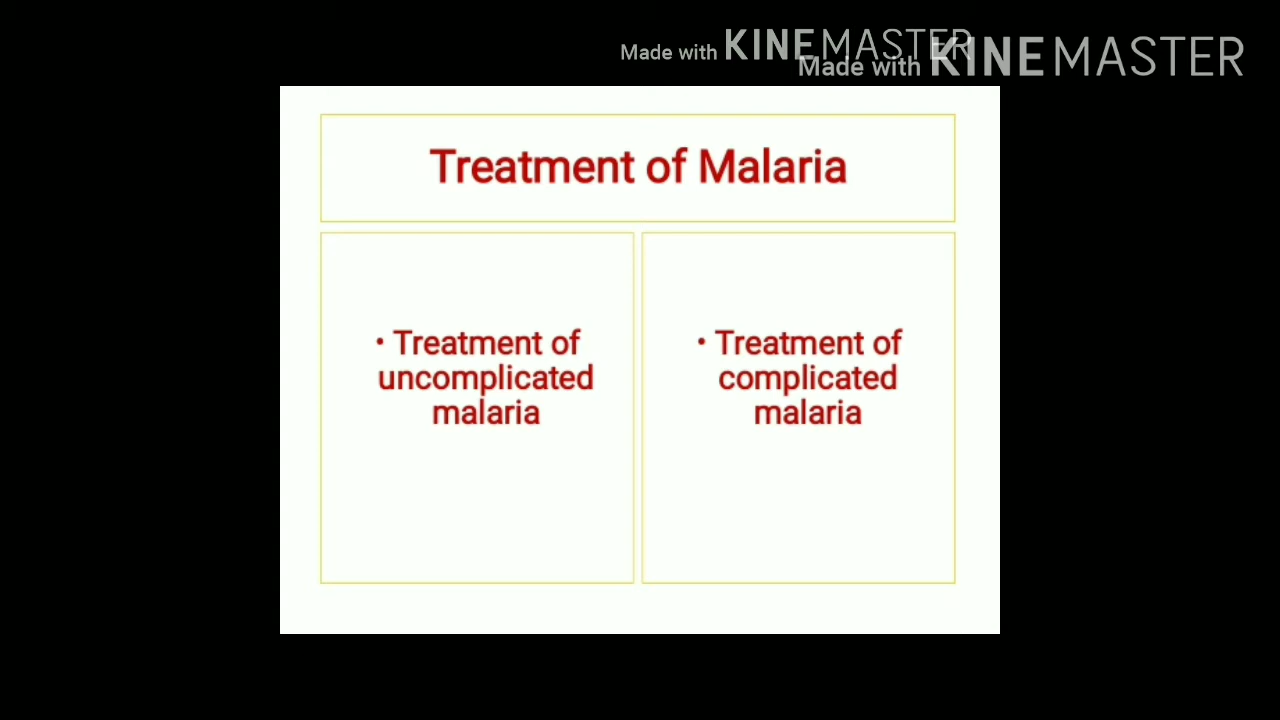 Made with KINEMASTER
Made with KINEMASTER
Treatment of Malaria
• Treatment of
uncomplicated
malaria
• Treatment of
complicated
malaria